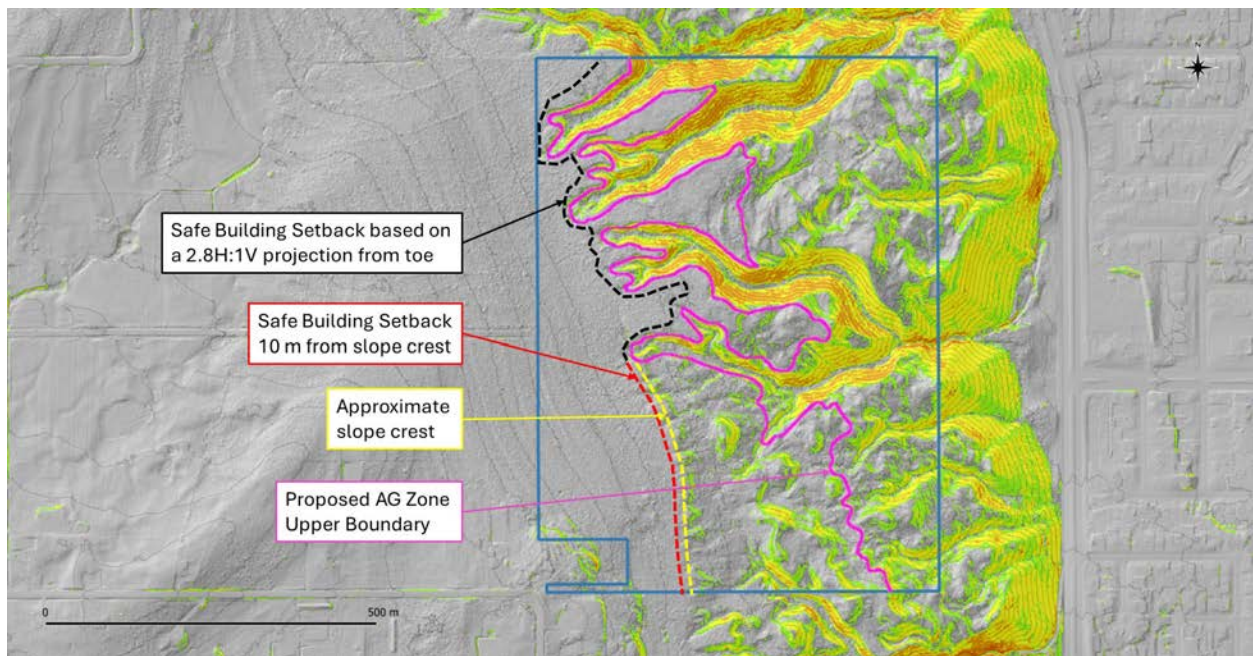 N
Safe Building Setback based on
a 2.8H:1V projection from toe
Safe Building Setback
10 m from slope crest
Approximate
slope crest
Proposed AG Zone
Upper Boundary
0
500 m